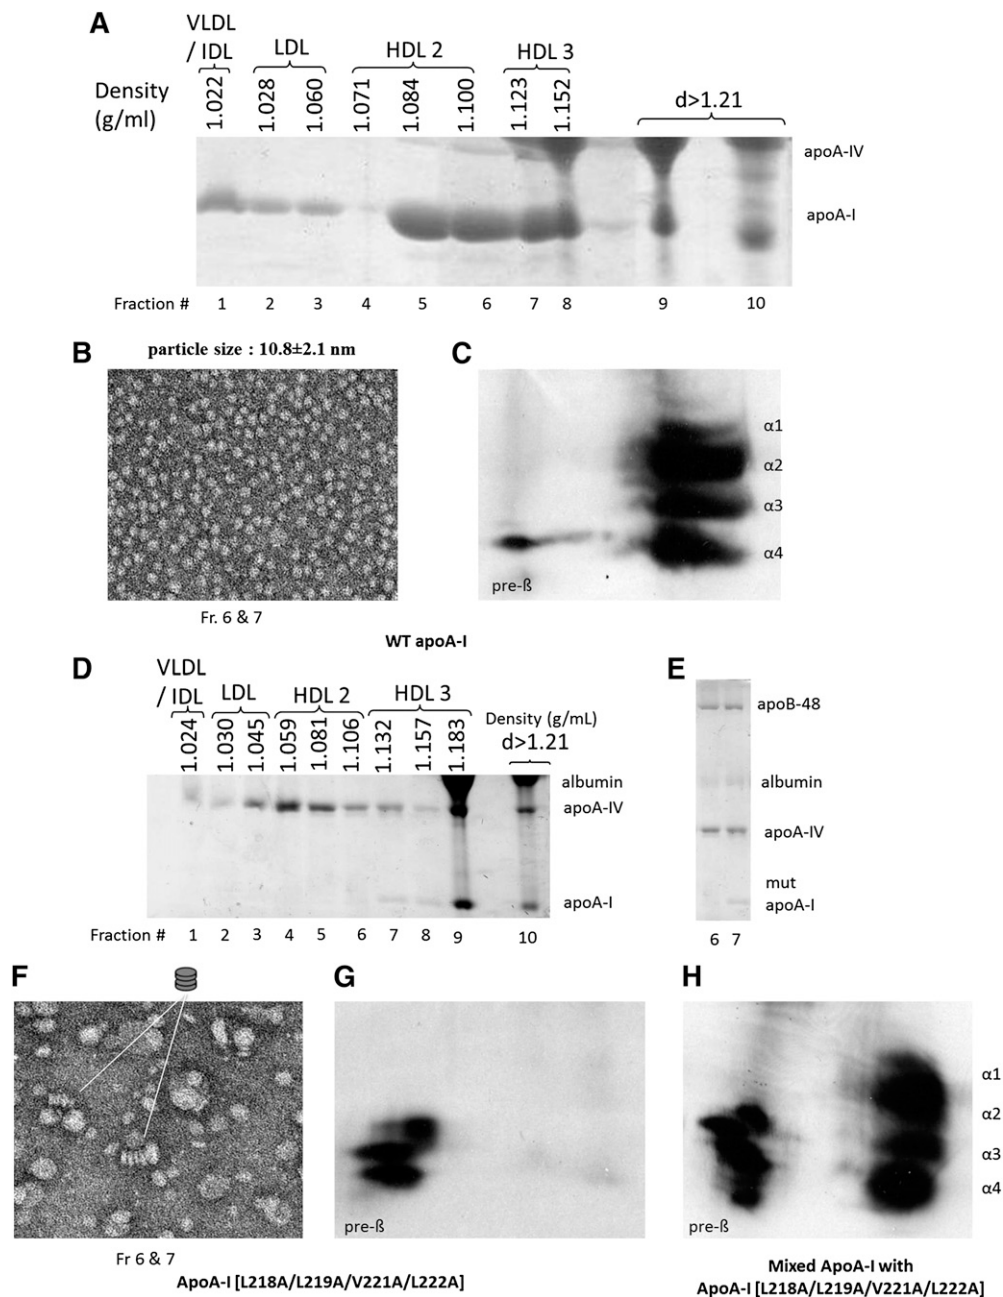 A
VLDL
/ IDL
LDL
HDL 2
HDL 3
Density
(g/ml)
1.022
1.028
1.060
1.071
1.084
1.100
1.123
1.152
d>1.21
apoA-IV
apoA-I
Fraction # 1 2 3 4 5 6 7 8 9 10
B
particle size : 10.8±2.1 nm
Fr. 6 & 7
C
α1
α2
α3
α4
pre-ß
WT apoA-I
D
VLDL
/ IDL
LDL
HDL 2
HDL 3
1.024
1.030
1.045
1.059
1.081
1.106
1.132
1.157
1.183
Density (g/mL)
d>1.21
albumin
apoA-IV
apoA-I
Fraction # 1 2 3 4 5 6 7 8 9 10
E
apoB-48
albumin
apoA-IV
mut
apoA-I
6 7
F
Fr 6 & 7
G
pre-ß
ApoA-I [L218A/L219A/V221A/L222A]
H
α1
α2
α3
α4
pre-ß
Mixed ApoA-I with
ApoA-I [L218A/L219A/V221A/L222A]